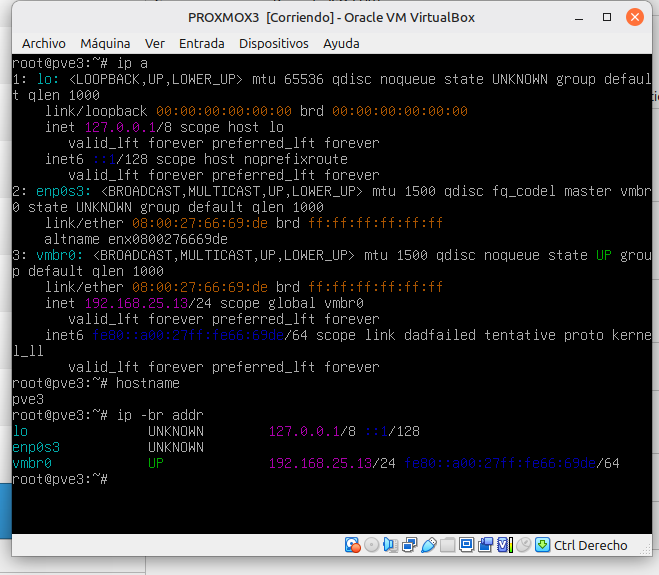 PROXMOX3 [Corriendo] - Oracle VM VirtualBox
Archivo Máquina Ver Entrada Dispositivos Ayuda
root@pve3:~# ip a
1: lo: <LOOPBACK,UP,LOWER_UP> mtu 65536 qdisc noqueue state UNKNOWN group defaul
t qlen 1000
link/loopback 00:00:00:00:00:00 brd 00:00:00:00:00:00
inet 127.0.0.1/8 scope host lo
valid_lft forever preferred_lft forever
inet6 ::1/128 scope host noprefixroute
valid_lft forever preferred_lft forever
2: enp0s3: <BROADCAST,MULTICAST,UP,LOWER_UP> mtu 1500 qdisc fq_codel master vmbr
0 state UNKNOWN group default qlen 1000
link/ether 08:00:27:66:69:de brd ff:ff:ff:ff:ff:ff
altname enx0800276669de
3: vmbr0: <BROADCAST,MULTICAST,UP,LOWER_UP> mtu 1500 qdisc noqueue state UP grou
p default qlen 1000
link/ether 08:00:27:66:69:de brd ff:ff:ff:ff:ff:ff
inet 192.168.25.13/24 scope global vmbr0
valid_lft forever preferred_lft forever
inet6 fe80::a00:27ff:fe66:69de/64 scope link dadfailed tentative proto kerne
l_ll
valid_lft forever preferred_lft forever
root@pve3:~# hostname
pve3
root@pve3:~# ip -br addr
lo UNKNOWN 127.0.0.1/8 ::1/128
enp0s3 UNKNOWN
vmbr0 UP 192.168.25.13/24 fe80::a00:27ff:fe66:69de/64
root@pve3:~#
Ctrl Derecho